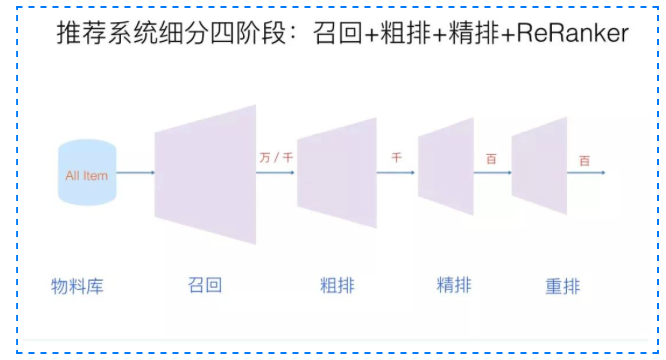 推荐系统细分四阶段：召回+粗排+精排+ReRanker
All Item
万 / 千
千
百
百
物料库
召回
粗排
精排
重排